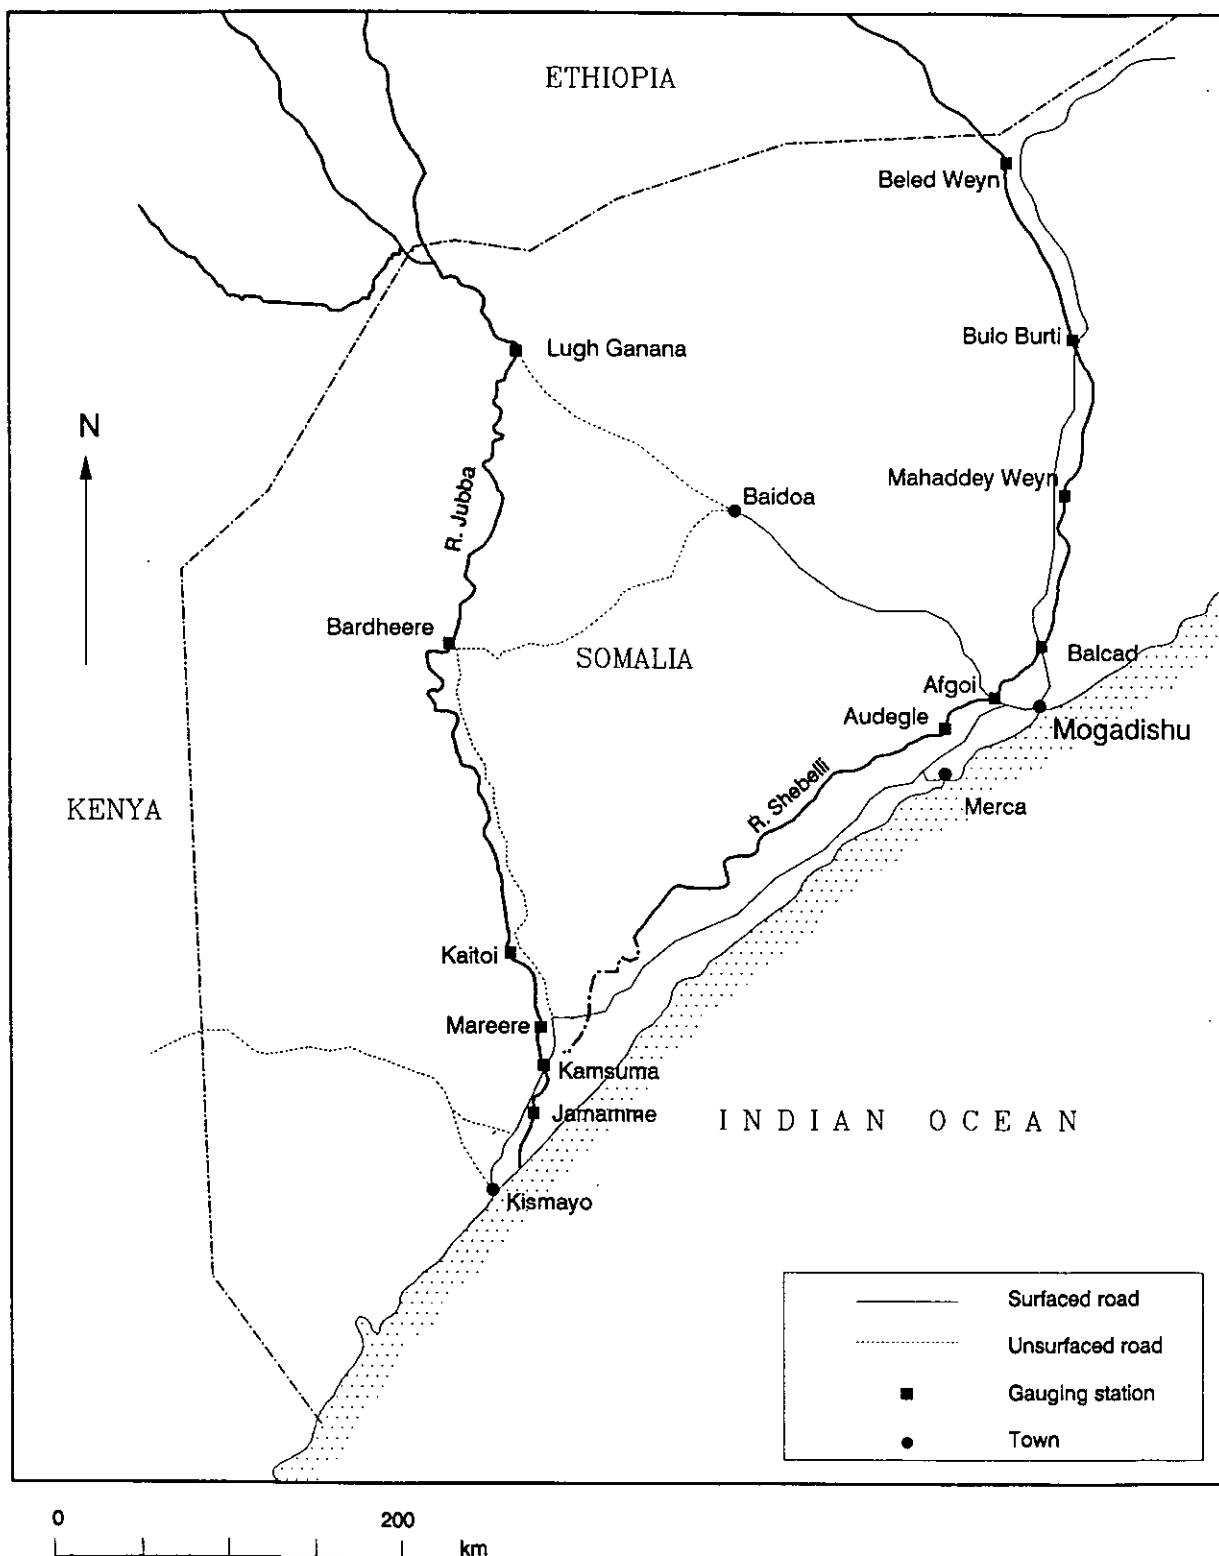 ETHIOPIA
Beled Weyn
Bulo Burti
Lugh Ganana
N
Mahaddey Weyn
Baidoa
R. Jubba
Bardheere
SOMALIA
Balcad
Afgoi
Audegle
Mogadishu
R. Shebelli
Merca
KENYA
Kaitoi
Mareere
Kamsuma
Jamamme
INDIAN OCEAN
Kismayo
Surfaced road
Unsurfaced road
Gauging station
Town
0 200
km